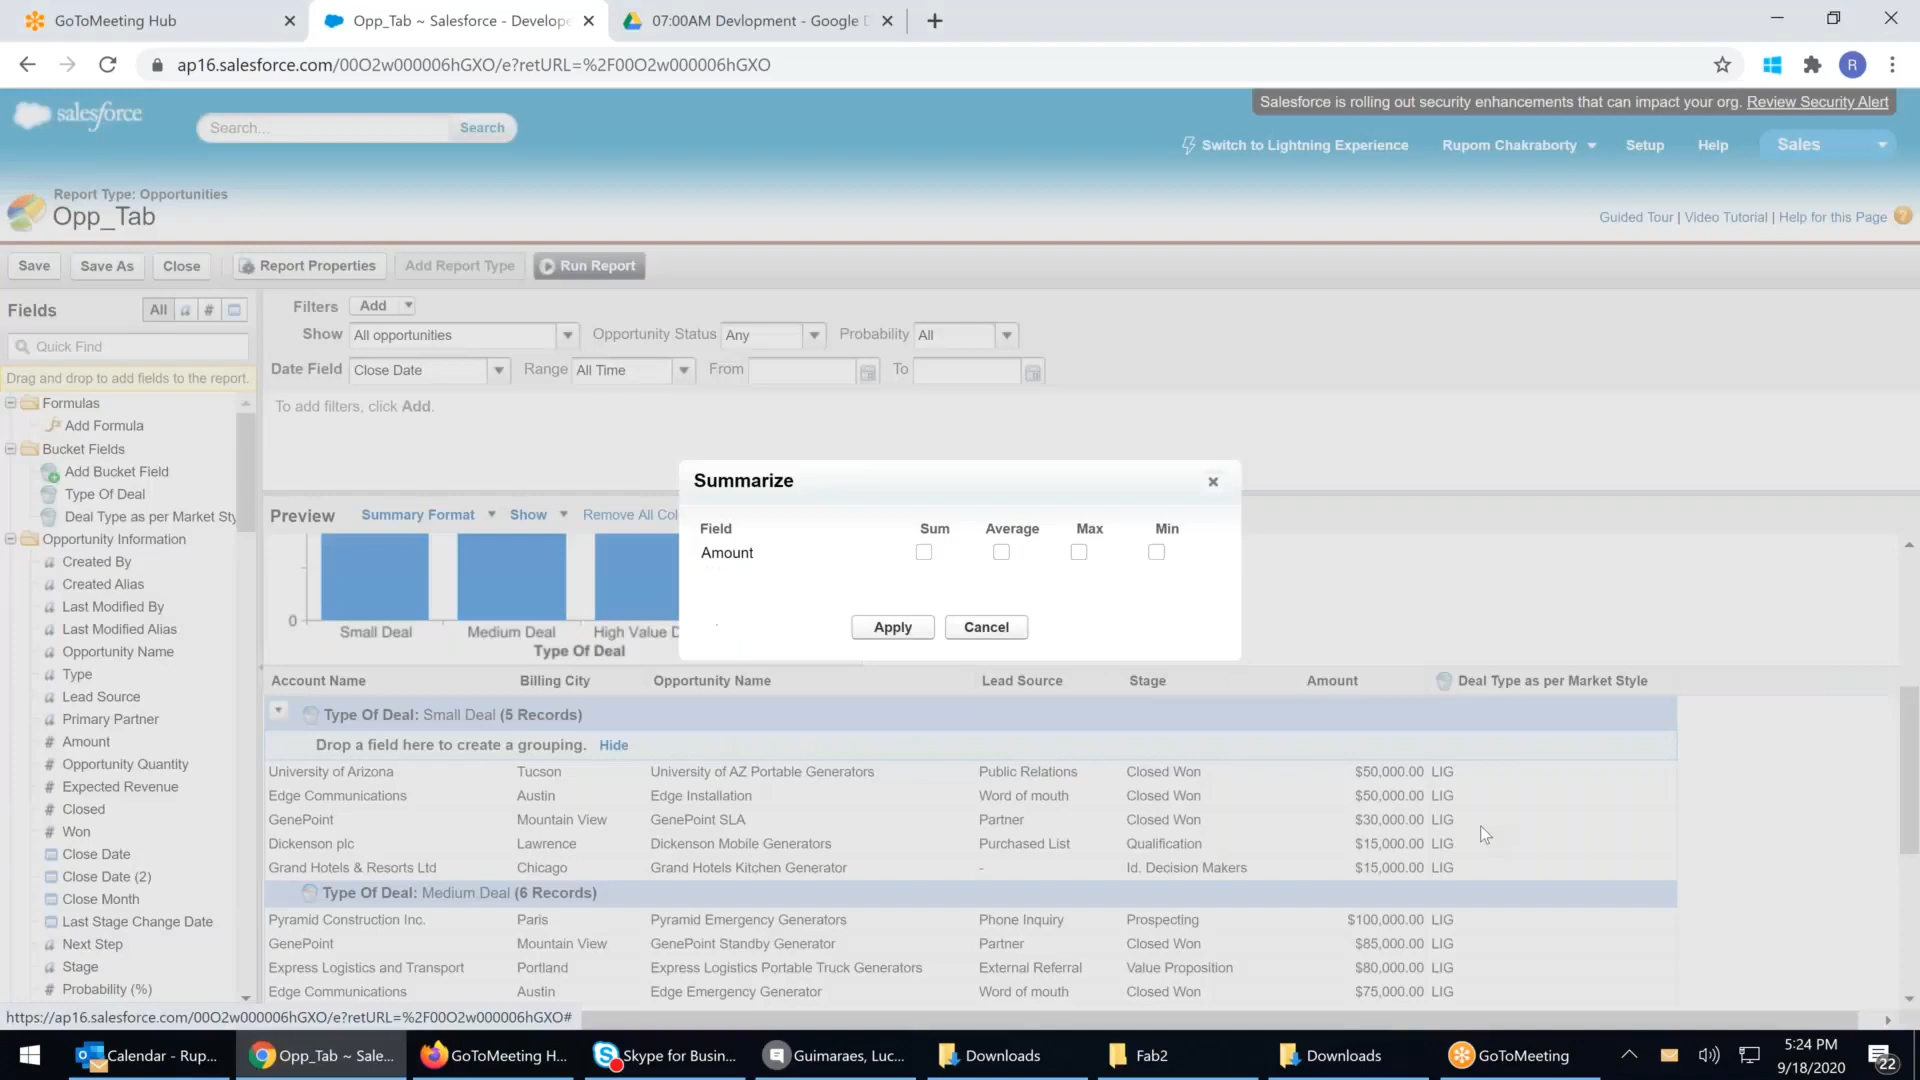 GoToMeeting Hub
Opp_Tab ~ Salesforce - Develope
07:00AM Devlopment - Google D
ap16.salesforce.com/00O2w000006hGXO/e?retURL=%2F00O2w000006hGXO
R
salesforce
Search...
Search
Salesforce is rolling out security enhancements that can impact your org. Review Security Alert
Switch to Lightning Experience
Rupom Chakraborty
Setup
Help
Sales
Report Type: Opportunities
Opp_Tab
Guided Tour | Video Tutorial | Help for this Page ?
Save
Save As
Close
Report Properties
Add Report Type
Run Report
Fields
All
a
#
Quick Find
Drag and drop to add fields to the report.
Formulas
Add Formula
Bucket Fields
Add Bucket Field
Type Of Deal
Deal Type as per Market Sty
Opportunity Information
a Created By
a Created Alias
a Last Modified By
a Last Modified Alias
a Opportunity Name
a Type
a Lead Source
a Primary Partner
# Amount
# Opportunity Quantity
# Expected Revenue
# Closed
# Won
Close Date
Close Date (2)
Close Month
Last Stage Change Date
a Next Step
a Stage
# Probability (%)
Filters Add
Show All opportunities Opportunity Status Any Probability All
Date Field Close Date Range All Time From To
To add filters, click Add.
Preview Summary Format Show Remove All Col
0
Small Deal Medium Deal High Value D
Type Of Deal
Summarize
Field Sum Average Max Min
Amount
Apply Cancel
Account Name Billing City Opportunity Name Lead Source Stage Amount Deal Type as per Market Style
Type Of Deal: Small Deal (5 Records)
Drop a field here to create a grouping. Hide
University of Arizona Tucson University of AZ Portable Generators Public Relations Closed Won $50,000.00 LIG
Edge Communications Austin Edge Installation Word of mouth Closed Won $50,000.00 LIG
GenePoint Mountain View GenePoint SLA Partner Closed Won $30,000.00 LIG
Dickenson plc Lawrence Dickenson Mobile Generators Purchased List Qualification $15,000.00 LIG
Grand Hotels & Resorts Ltd Chicago Grand Hotels Kitchen Generator - Id. Decision Makers $15,000.00 LIG
Type Of Deal: Medium Deal (6 Records)
Pyramid Construction Inc. Paris Pyramid Emergency Generators Phone Inquiry Prospecting $100,000.00 LIG
GenePoint Mountain View GenePoint Standby Generator Partner Closed Won $85,000.00 LIG
Express Logistics and Transport Portland Express Logistics Portable Truck Generators External Referral Value Proposition $80,000.00 LIG
Edge Communications Austin Edge Emergency Generator Word of mouth Closed Won $75,000.00 LIG
https://ap16.salesforce.com/00O2w000006hGXO/e?retURL=%2F00O2w000006hGXO#
Calendar - Rup...
Opp_Tab ~ Sale...
GoToMeeting H...
Skype for Busin...
Guimaraes, Luc...
Downloads
Fab2
Downloads
GoToMeeting
5:24 PM
9/18/2020
22